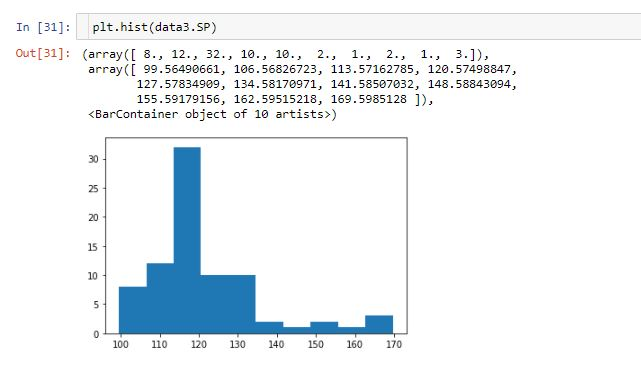 In [31]: plt.hist(data3.SP)
Out[31]: (array([ 8., 12., 32., 10., 10., 2., 1., 2., 1., 3.]),
array([ 99.56490661, 106.56826723, 113.57162785, 120.57498847,
127.57834909, 134.58170971, 141.58507032, 148.58843094,
155.59179156, 162.59515218, 169.5985128 ]),
<BarContainer object of 10 artists>)
30
25
20
15
10
5
0
100 110 120 130 140 150 160 170